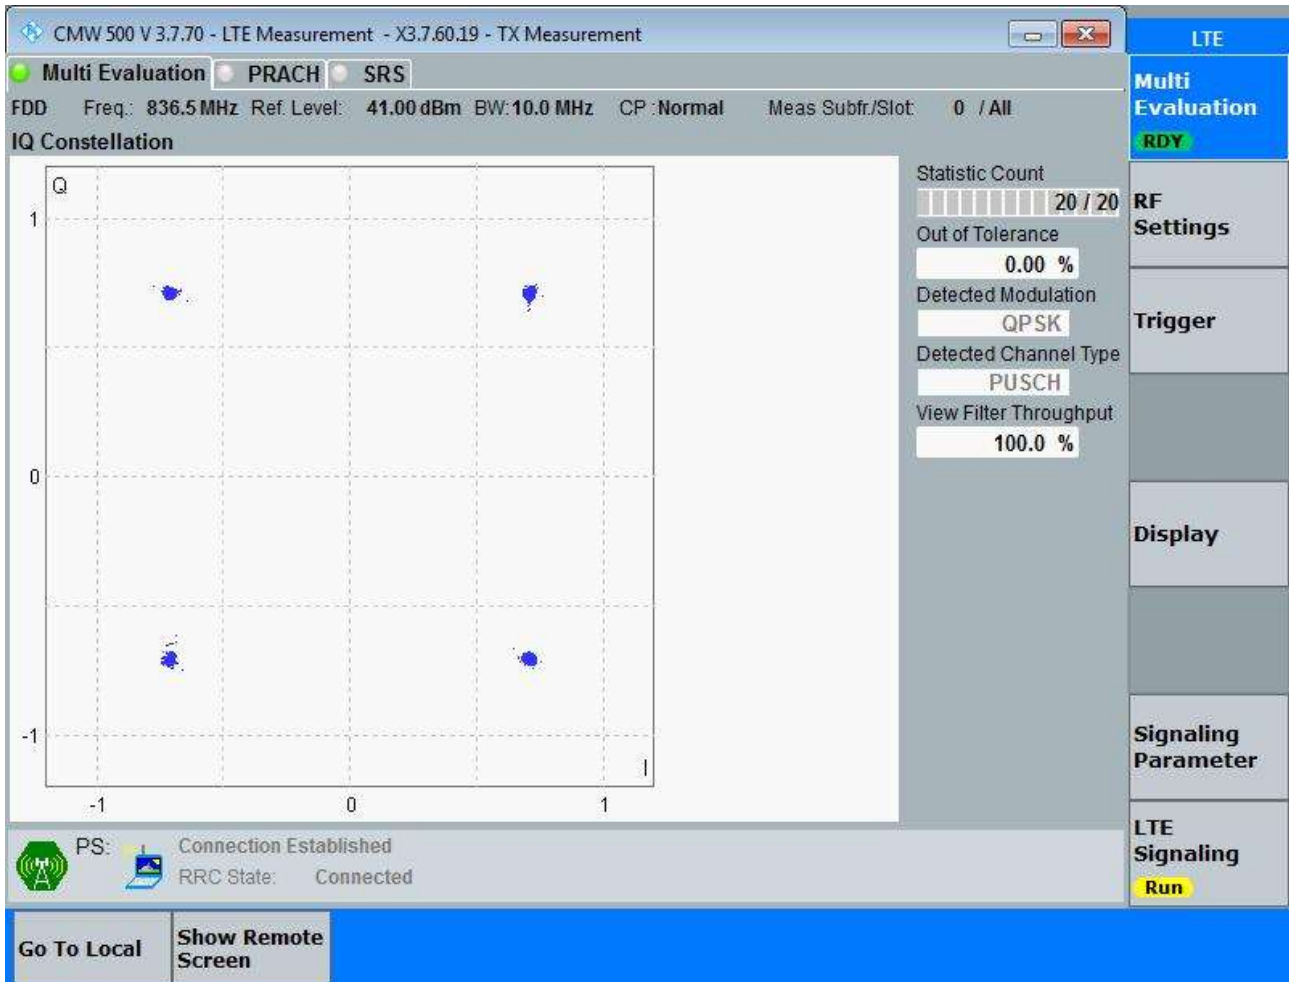 CMW 500 V 3.7.70 - LTE Measurement - X3.7.60.19 - TX Measurement
LTE
Multi Evaluation PRACH SRS
FDD Freq.: 836.5 MHz Ref. Level: 41.00 dBm BW: 10.0 MHz CP : Normal Meas Subfr./Slot: 0 / All
IQ Constellation
Q
1
0
-1
-1 0 1
I
Statistic Count
20 / 20
Out of Tolerance
0.00 %
Detected Modulation
QPSK
Detected Channel Type
PUSCH
View Filter Throughput
100.0 %
Multi
Evaluation
RDY
RF
Settings
Trigger
Display
Signaling
Parameter
LTE
Signaling
Run
PS: Connection Established
RRC State: Connected
Go To Local
Show Remote
Screen